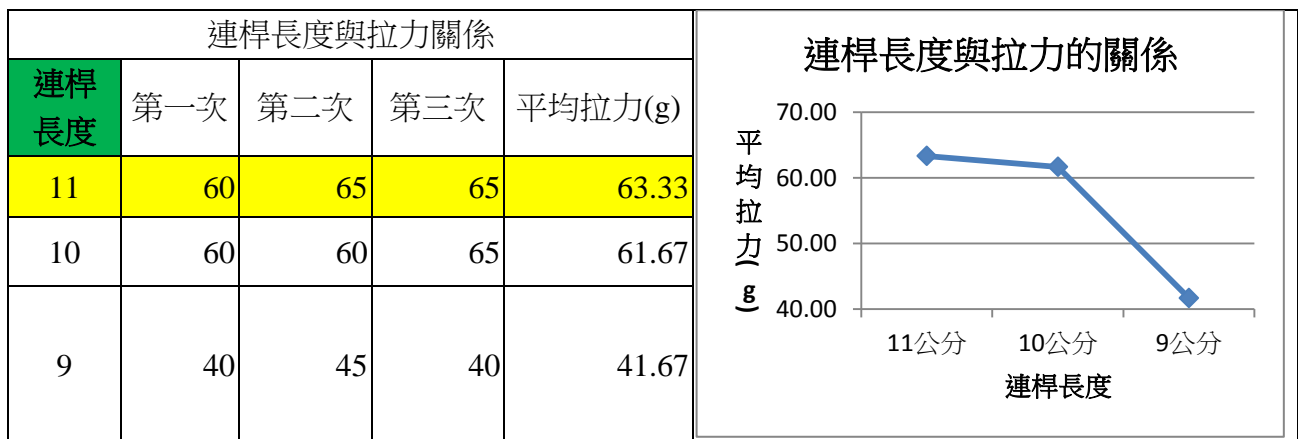 連桿長度與拉力關係
連桿
長度
第一次 第二次 第三次 平均拉力(g)
11 60 65 65 63.33
10 60 60 65 61.67
9 40 45 40 41.67
連桿長度與拉力的關係
平均拉力(g)
70.00
60.00
50.00
40.00
11公分 10公分 9公分
連桿長度